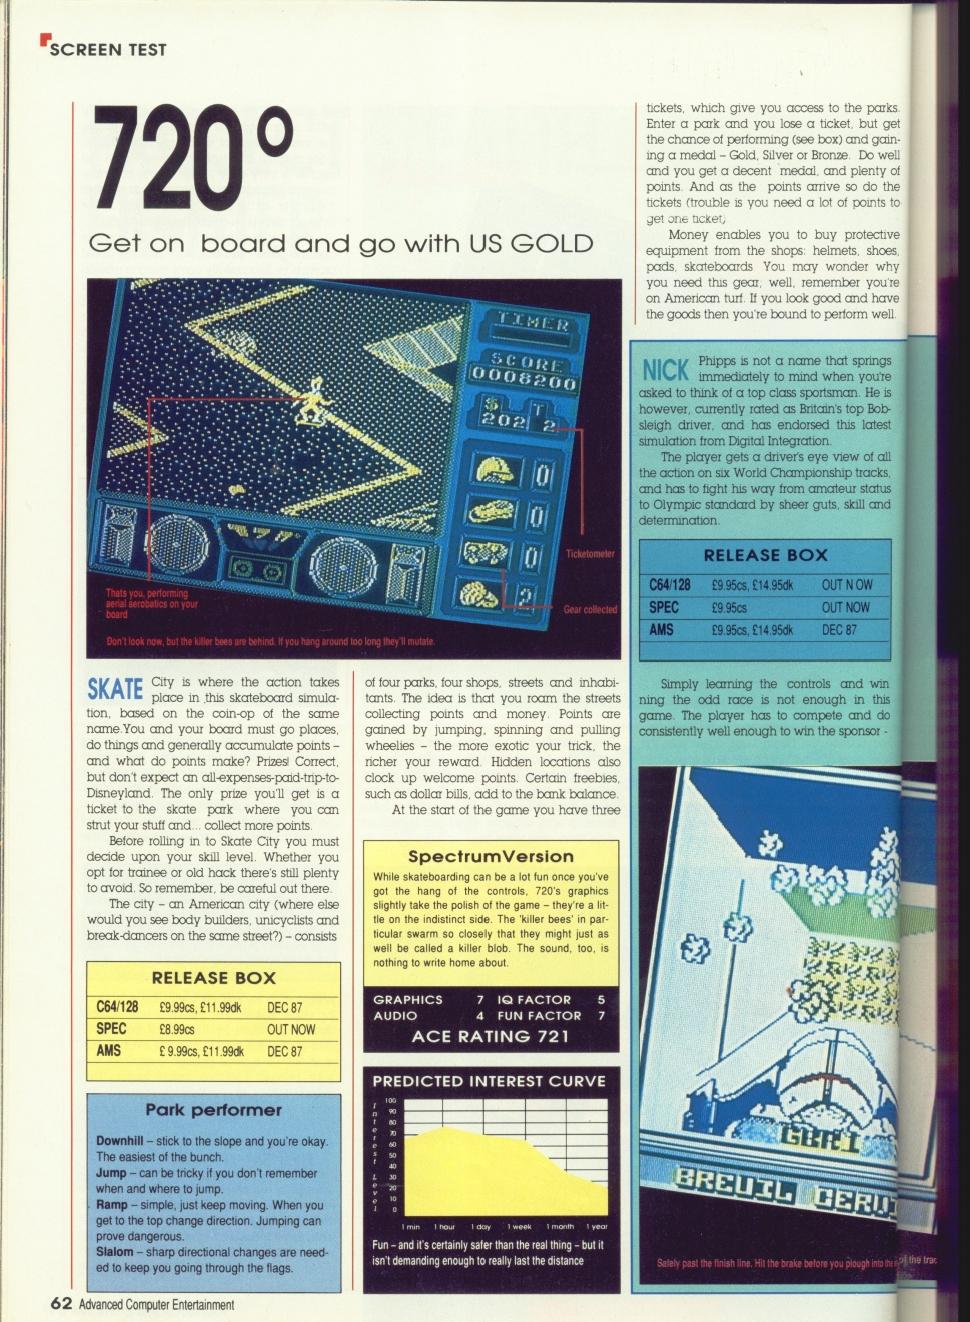 SCREEN TEST
720°
Get on board and go with US GOLD
TIMER
SCORE
0008200
$ T
202 2
0
0
0
2
Ticketometer
Gear collected
Thats you, performing
aerial aerobatics on your
board
Don't look now, but the killer bees are behind. If you hang around too long they'll mutate.
SKATE City is where the action takes
place in this skateboard simula-
tion, based on the coin-op of the same
name.You and your board must go places,
do things and generally accumulate points –
and what do points make? Prizes! Correct,
but don't expect an all-expenses-paid-trip-to-
Disneyland. The only prize you'll get is a
ticket to the skate park where you can
strut your stuff and... collect more points.
Before rolling in to Skate City you must
decide upon your skill level. Whether you
opt for trainee or old hack there's still plenty
to avoid. So remember, be careful out there.
The city – an American city (where else
would you see body builders, unicyclists and
break-dancers on the same street?) – consists
RELEASE BOX
C64/128 £9.99cs, £11.99dk DEC 87
SPEC £8.99cs OUT NOW
AMS £ 9.99cs, £11.99dk DEC 87
Park performer
Downhill – stick to the slope and you're okay.
The easiest of the bunch.
Jump – can be tricky if you don't remember
when and where to jump.
Ramp – simple, just keep moving. When you
get to the top change direction. Jumping can
prove dangerous.
Slalom – sharp directional changes are need-
ed to keep you going through the flags.
of four parks, four shops, streets and inhabi-
tants. The idea is that you roam the streets
collecting points and money. Points are
gained by jumping, spinning and pulling
wheelies – the more exotic your trick, the
richer your reward. Hidden locations also
clock up welcome points. Certain freebies,
such as dollar bills, add to the bank balance.
At the start of the game you have three
SpectrumVersion
While skateboarding can be a lot fun once you've
got the hang of the controls, 720's graphics
slightly take the polish of the game – they're a lit-
tle on the indistinct side. The 'killer bees' in par-
ticular swarm so closely that they might just as
well be called a killer blob. The sound, too, is
nothing to write home about.
GRAPHICS 7 IQ FACTOR 5
AUDIO 4 FUN FACTOR 7
ACE RATING 721
PREDICTED INTEREST CURVE
Interest Level
100
90
80
70
60
50
40
30
20
10
0
1 min 1 hour 1 day 1 week 1 month 1 year
Fun – and it's certainly safer than the real thing – but it
isn't demanding enough to really last the distance
tickets, which give you access to the parks.
Enter a park and you lose a ticket, but get
the chance of performing (see box) and gain-
ing a medal – Gold, Silver or Bronze. Do well
and you get a decent medal, and plenty of
points. And as the points arrive so do the
tickets (trouble is you need a lot of points to
get one ticket)
Money enables you to buy protective
equipment from the shops: helmets, shoes,
pads, skateboards You may wonder why
you need this gear; well, remember you're
on American turf. If you look good and have
the goods then you're bound to perform well.
NICK Phipps is not a name that springs
immediately to mind when you're
asked to think of a top class sportsman. He is
however, currently rated as Britain's top Bob-
sleigh driver, and has endorsed this latest
simulation from Digital Integration.
The player gets a driver's eye view of all
the action on six World Championship tracks,
and has to fight his way from amateur status
to Olympic standard by sheer guts, skill and
determination.
RELEASE BOX
C64/128 £9.95cs, £14.95dk OUT N OW
SPEC £9.95cs OUT NOW
AMS £9.95cs, £14.95dk DEC 87
Simply learning the controls and win
ning the odd race is not enough in this
game. The player has to compete and do
consistently well enough to win the sponsor -
GBRI
BREUIL CERVI
Safely past the finish line. Hit the brake before you plough into the
of the trac
62 Advanced Computer Entertainment